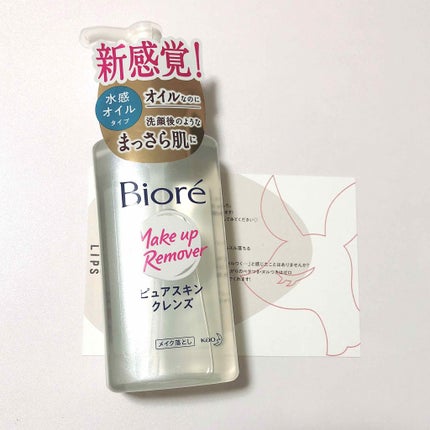 新感覚!
水感
オイル
タイプ
オイルなのに
洗顔後のような
まっさら肌に
Bioré
Make up
Remover
ピュアスキン
クレンズ
メイク落とし
Kao
LIPS